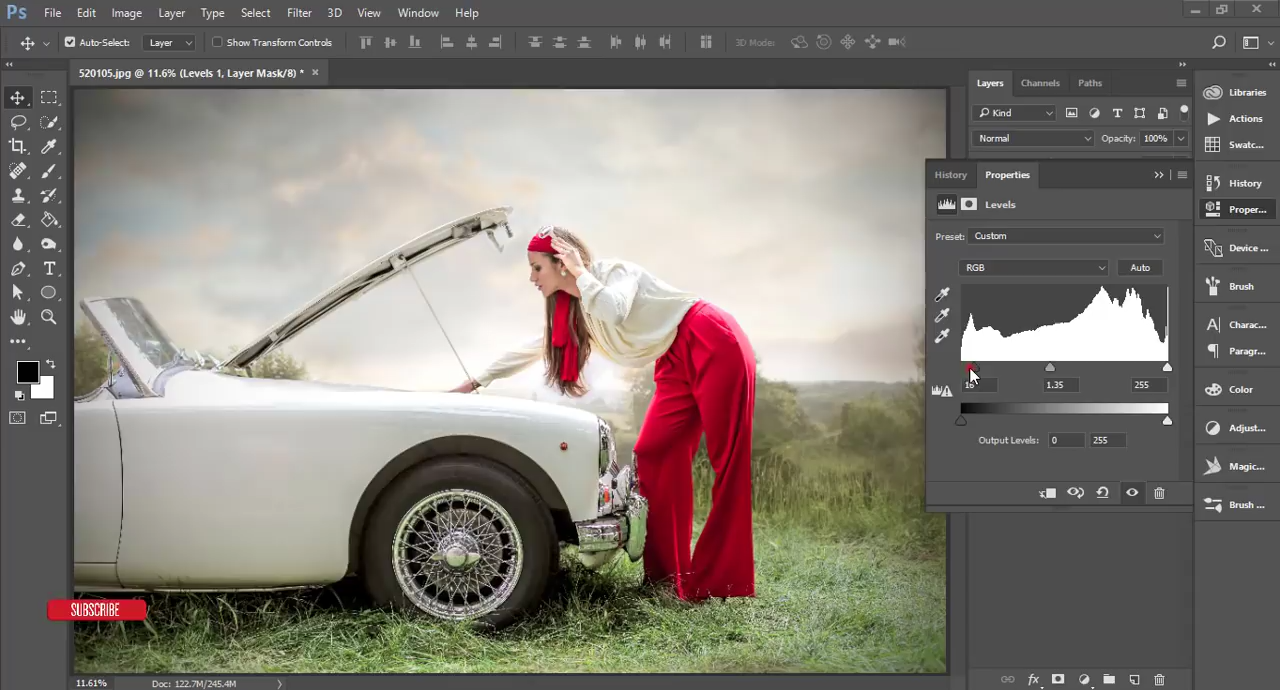 Ps File Edit Image Layer Type Select Filter 3D View Window Help
Auto-Select: Layer Show Transform Controls 3D Mode:
520105.jpg @ 11.6% (Levels 1, Layer Mask/8) * ×
Layers Channels Paths
Kind
Normal Opacity: 100%
History Properties
Levels
Preset: Custom
RGB Auto
16 1.35 255
Output Levels: 0 255
Libraries
Actions
Swatc...
History
Proper...
Device ...
Brush
Charac...
Paragr...
Color
Adjust...
Magic...
Brush ...
SUBSCRIBE
11.61% Doc: 122.7M/245.4M